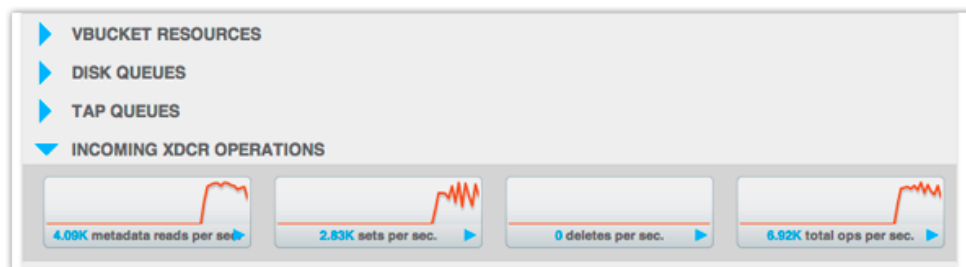 VBUCKET RESOURCES
DISK QUEUES
TAP QUEUES
INCOMING XDCR OPERATIONS
4.09K metadata reads per sec.
2.83K sets per sec.
0 deletes per sec.
6.92K total ops per sec.